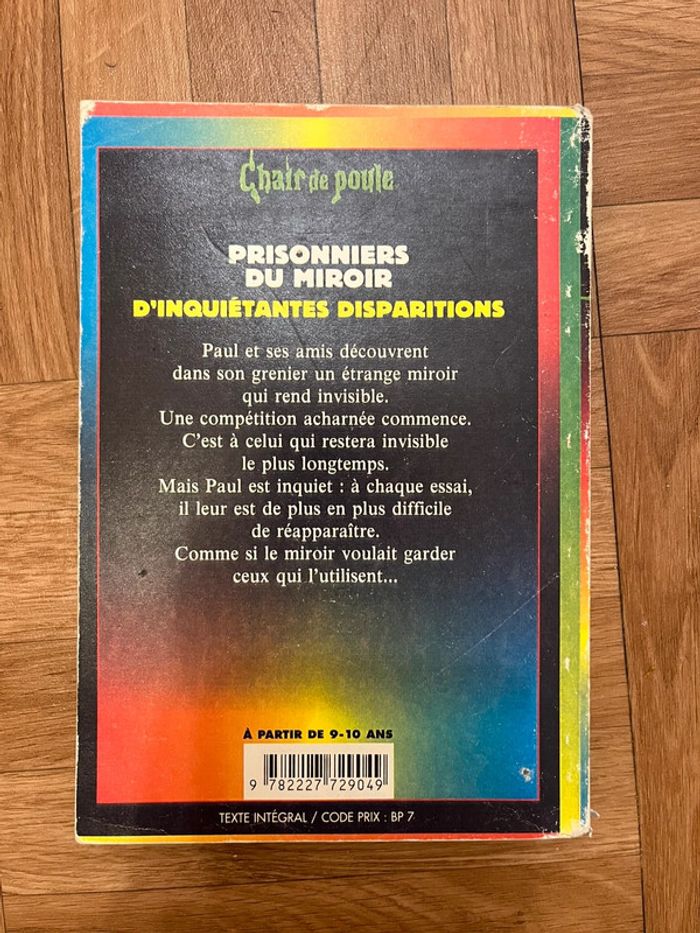 Chair de poule
PRISONNIERS
DU MIROIR
D'INQUIÉTANTES DISPARITIONS
Paul et ses amis découvrent
dans son grenier un étrange miroir
qui rend invisible.
Une compétition acharnée commence.
C'est à celui qui restera invisible
le plus longtemps.
Mais Paul est inquiet : à chaque essai,
il leur est de plus en plus difficile
de réapparaître.
Comme si le miroir voulait garder
ceux qui l'utilisent...
À PARTIR DE 9-10 ANS
9 782227 729049
TEXTE INTÉGRAL / CODE PRIX : BP 7